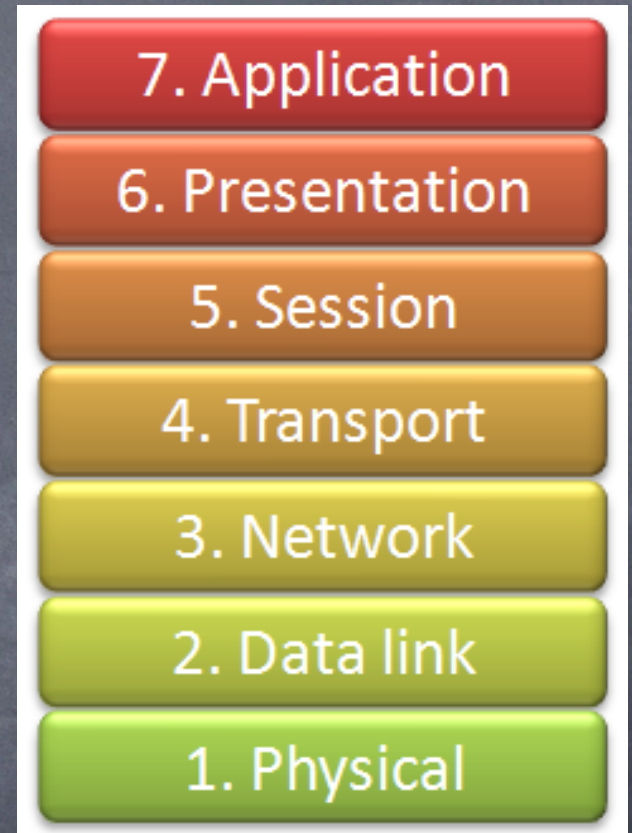 7. Application
6. Presentation
5. Session
4. Transport
3. Network
2. Data link
1. Physical